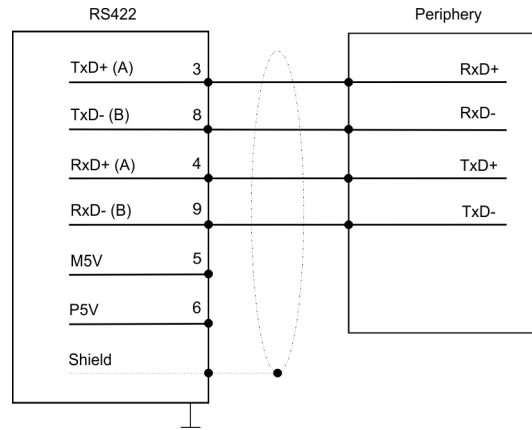 RS422 Periphery
TxD+ (A) 3 RxD+
TxD- (B) 8 RxD-
RxD+ (A) 4 TxD+
RxD- (B) 9 TxD-
M5V 5
P5V 6
Shield